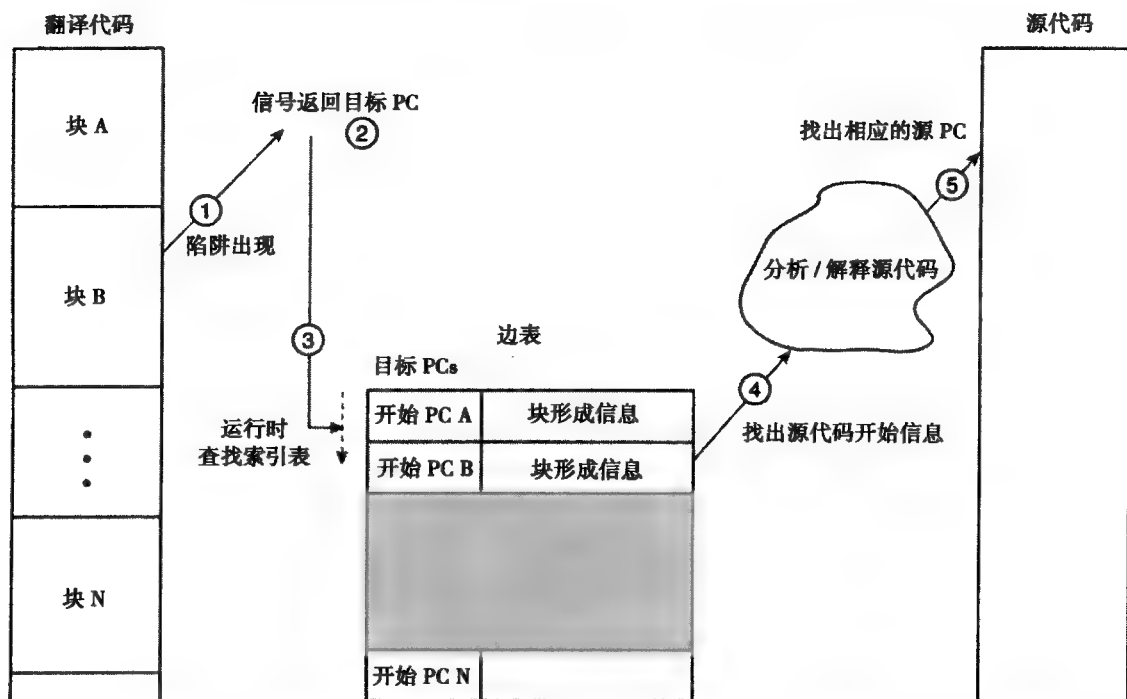 翻译代码
源代码
块 A
信号返回目标 PC
②
找出相应的源 PC
⑤
①
陷阱出现
分析 / 解释源代码
块 B
③
边表
目标 PCs
④
运行时
查找索引表
开始 PC A
块形成信息
找出源代码开始信息
开始 PC B
块形成信息
块 N
开始 PC N